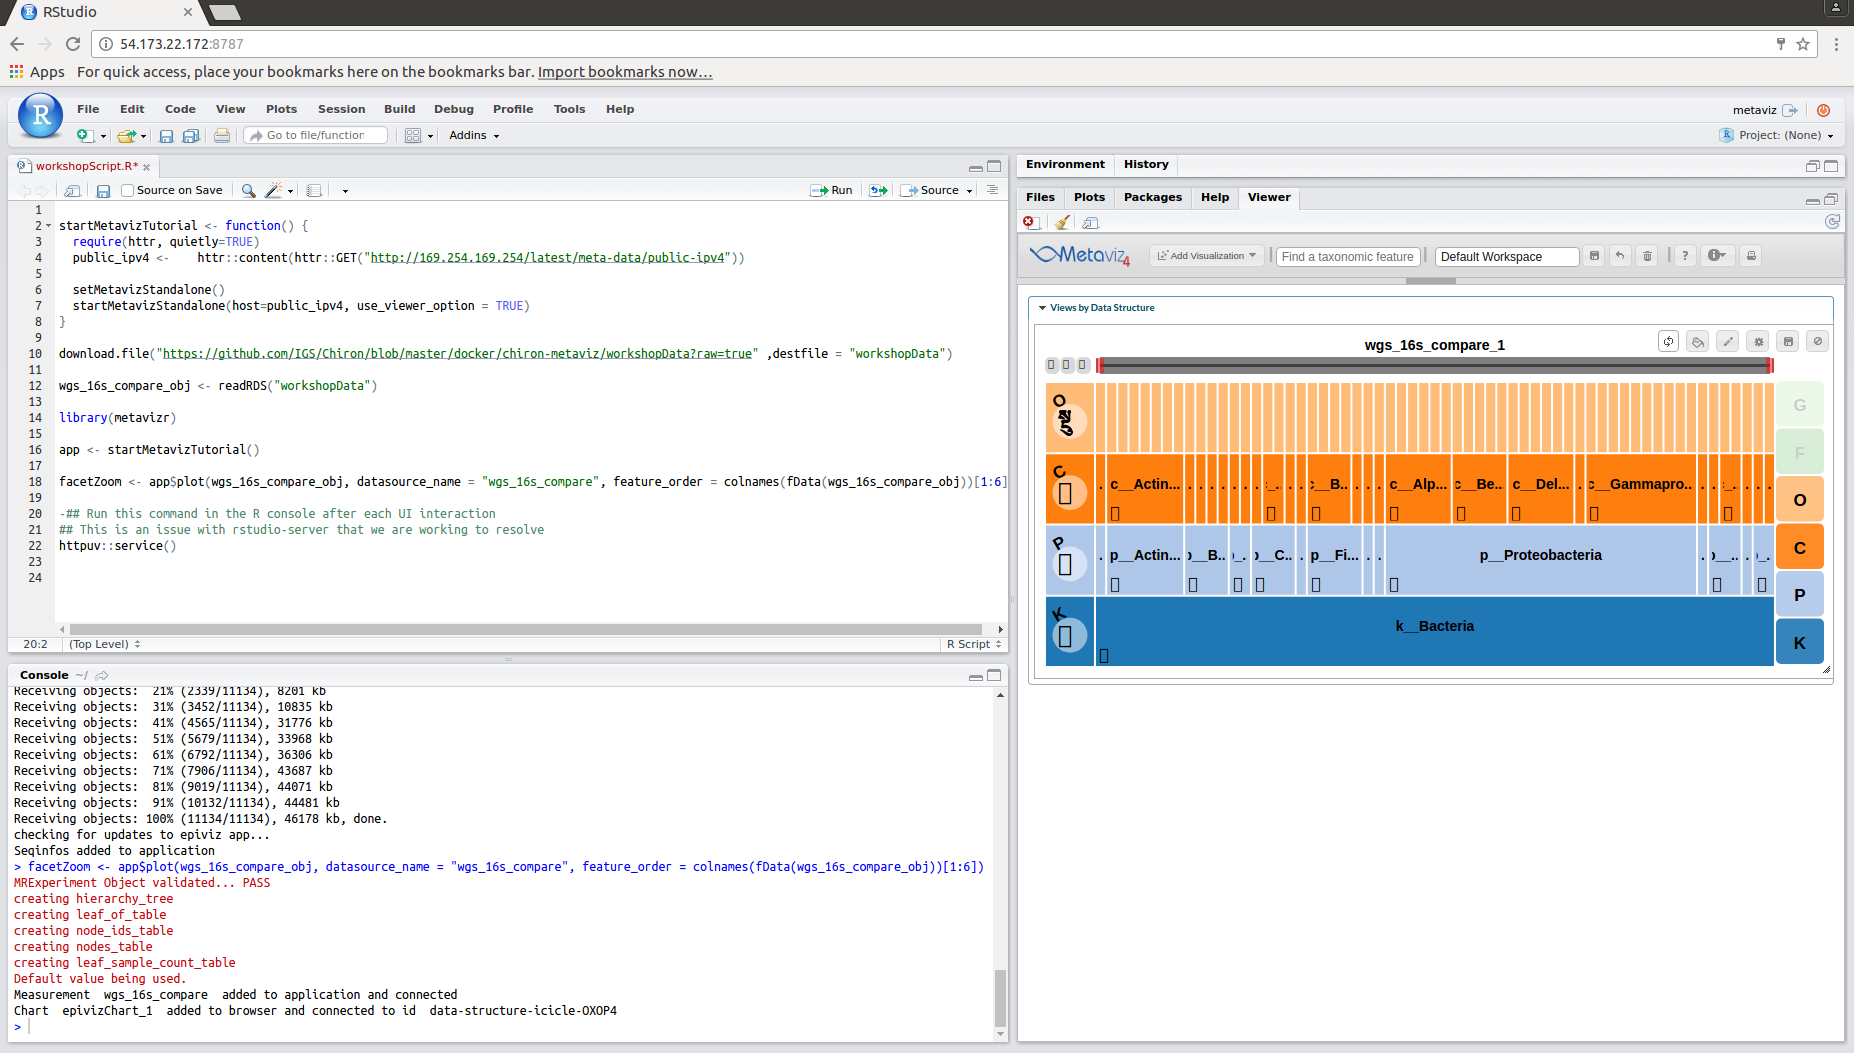 RStudio
54.173.22.172:8787
Apps For quick access, place your bookmarks here on the bookmarks bar. Import bookmarks now...
File Edit Code View Plots Session Build Debug Profile Tools Help
metaviz
Go to file/function
Addins
Project: (None)
workshopScript.R*
Source on Save
Run
Source
1
2 startMetavizTutorial <- function() {
3 require(httr, quietly=TRUE)
4 public_ipv4 <- httr::content(httr::GET("http://169.254.169.254/latest/meta-data/public-ipv4"))
5
6 setMetavizStandalone()
7 startMetavizStandalone(host=public_ipv4, use_viewer_option = TRUE)
8 }
9
10 download.file("https://github.com/IGS/Chiron/blob/master/docker/chiron-metaviz/workshopData?raw=true" ,destfile = "workshopData")
11
12 wgs_16s_compare_obj <- readRDS("workshopData")
13
14 library(metavizr)
15
16 app <- startMetavizTutorial()
17
18 facetZoom <- app$plot(wgs_16s_compare_obj, datasource_name = "wgs_16s_compare", feature_order = colnames(fData(wgs_16s_compare_obj))[1:6]
19
20 -## Run this command in the R console after each UI interaction
21 ## This is an issue with rstudio-server that we are working to resolve
22 httpuv::service()
23
24
20:2 (Top Level) R Script
Console ~/
Receiving objects: 21% (2339/11134), 8201 kb
Receiving objects: 31% (3452/11134), 10835 kb
Receiving objects: 41% (4565/11134), 31776 kb
Receiving objects: 51% (5679/11134), 33968 kb
Receiving objects: 61% (6792/11134), 36306 kb
Receiving objects: 71% (7906/11134), 43687 kb
Receiving objects: 81% (9019/11134), 44071 kb
Receiving objects: 91% (10132/11134), 44481 kb
Receiving objects: 100% (11134/11134), 46178 kb, done.
checking for updates to epiviz app...
Seqinfos added to application
> facetZoom <- app$plot(wgs_16s_compare_obj, datasource_name = "wgs_16s_compare", feature_order = colnames(fData(wgs_16s_compare_obj))[1:6])
MRExperiment Object validated... PASS
creating hierarchy_tree
creating leaf_of_table
creating node_ids_table
creating nodes_table
creating leaf_sample_count_table
Default value being used.
Measurement wgs_16s_compare added to application and connected
Chart epivizChart_1 added to browser and connected to id data-structure-icicle-OXOP4
>
Environment History
Files Plots Packages Help Viewer
Metaviz4 Add Visualization Find a taxonomic feature Default Workspace ?
Views by Data Structure
wgs_16s_compare_1
O
C . c__Actin... . . . . . . . :_.. . . c__B.. . . . c__Alp... c__Be... c__Del... . c__Gammapro.. . . :_.. . . .
P . p__Actin... p__B.. p_.. p__C.. . p__Fi... . . p__Proteobacteria . p__.. . p_.
K k__Bacteria
G
F
O
C
P
K